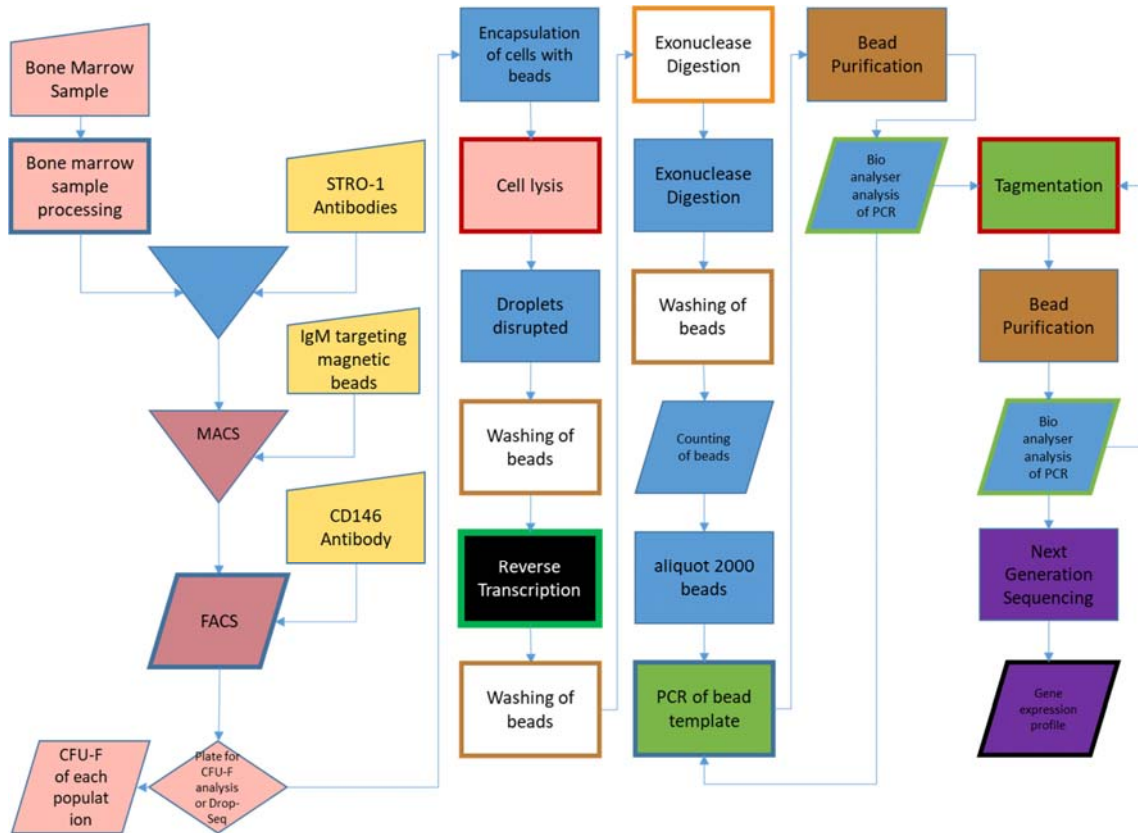 Bone Marrow
Sample
Bone marrow
sample
processing
STRO-1
Antibodies
IgM targeting
magnetic
beads
MACS
CD146
Antibody
FACS
Plate for
CFU-F
analysis
or Drop-
Seq
CFU-F
of each
populat
ion
Encapsulation
of cells with
beads
Cell lysis
Droplets
disrupted
Washing of
beads
Reverse
Transcription
Washing of
beads
Exonuclease
Digestion
Exonuclease
Digestion
Washing of
beads
Counting
of beads
aliquot 2000
beads
PCR of bead
template
Bead
Purification
Bio
analyser
analysis
of PCR
Tagmentation
Bead
Purification
Bio
analyser
analysis
of PCR
Next
Generation
Sequencing
Gene
expression
profile